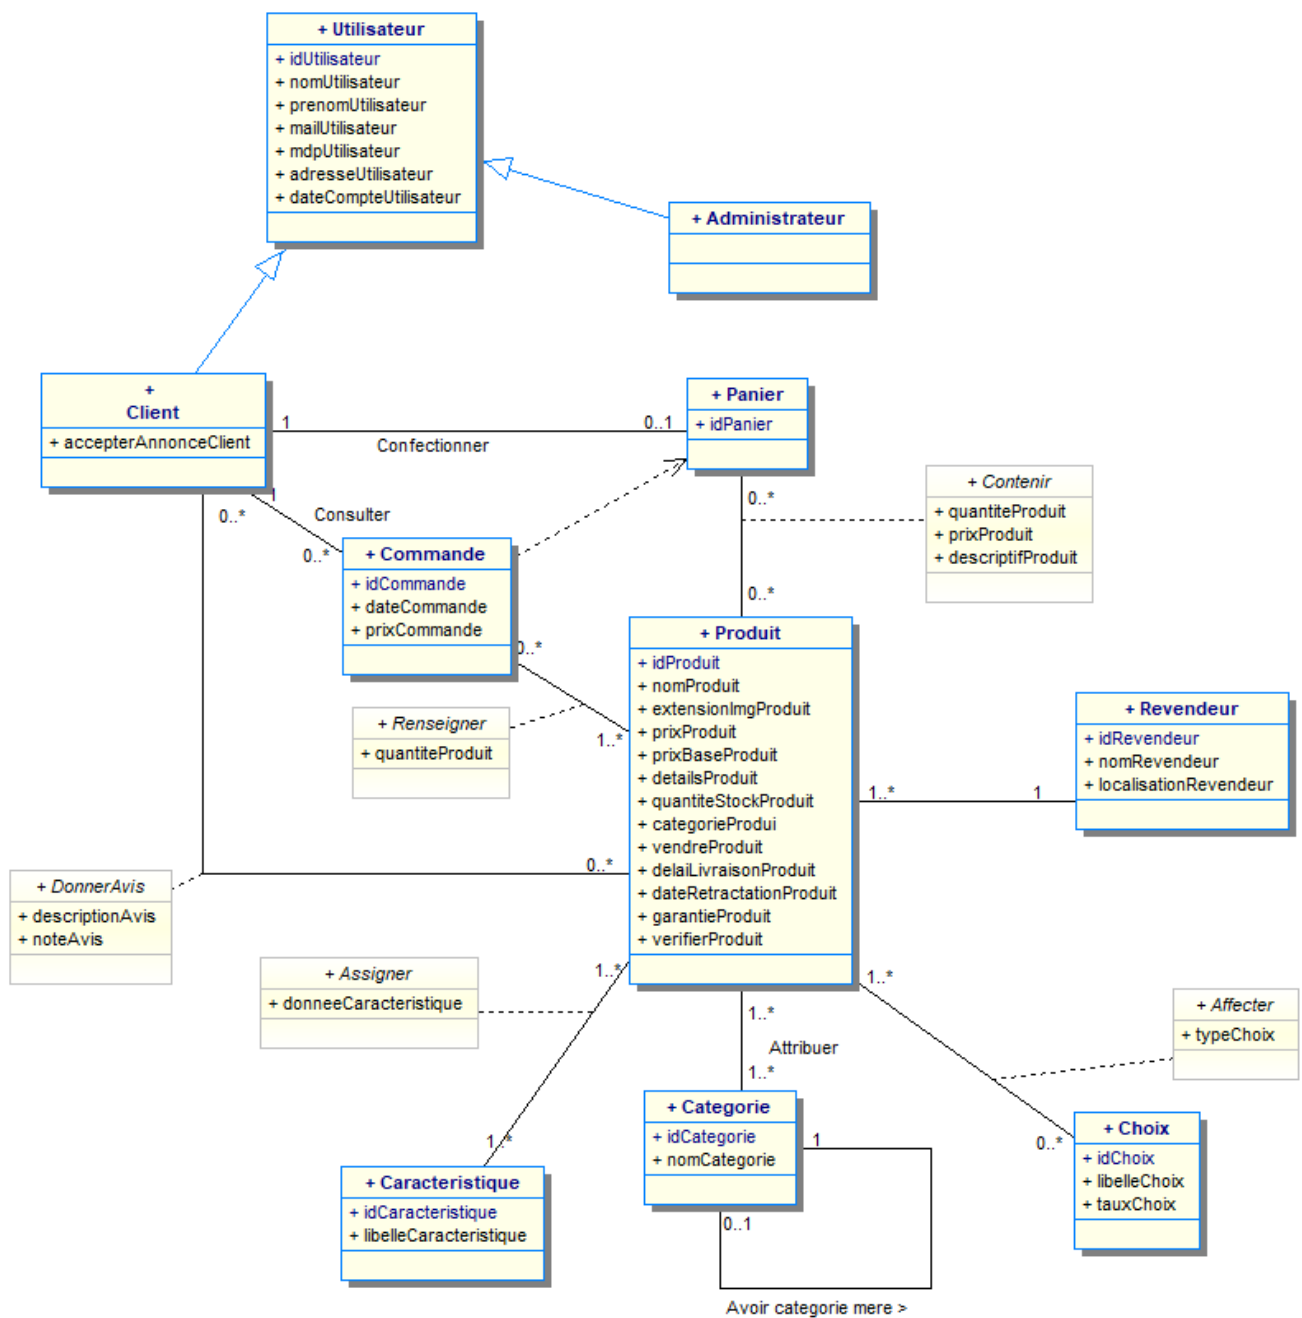 + Utilisateur
+ idUtilisateur
+ nomUtilisateur
+ prenomUtilisateur
+ mailUtilisateur
+ mdpUtilisateur
+ adresseUtilisateur
+ dateCompteUtilisateur
+ Administrateur
+
Client
+ accepterAnnonceClient
1
0..1
Confectionner
+ Panier
+ idPanier
+ Contenir
+ quantiteProduit
+ prixProduit
+ descriptifProduit
0..*
0..*
0..*
1
Consulter
0..*
+ Commande
+ idCommande
+ dateCommande
+ prixCommande
0..*
1..*
+ Renseigner
+ quantiteProduit
+ Produit
+ idProduit
+ nomProduit
+ extensionImgProduit
+ prixProduit
+ prixBaseProduit
+ detailsProduit
+ quantiteStockProduit
+ categorieProdui
+ vendreProduit
+ delaiLivraisonProduit
+ dateRetractationProduit
+ garantieProduit
+ verifierProduit
+ Revendeur
+ idRevendeur
+ nomRevendeur
+ localisationRevendeur
1..*
1
0..*
+ DonnerAvis
+ descriptionAvis
+ noteAvis
+ Assigner
+ donneeCaracteristique
1..*
1..*
1..*
Attribuer
1..*
1..*
+ Affecter
+ typeChoix
0..*
+ Categorie
+ idCategorie
+ nomCategorie
1
0..1
Avoir categorie mere >
+ Choix
+ idChoix
+ libelleChoix
+ tauxChoix
+ Caracteristique
+ idCaracteristique
+ libelleCaracteristique